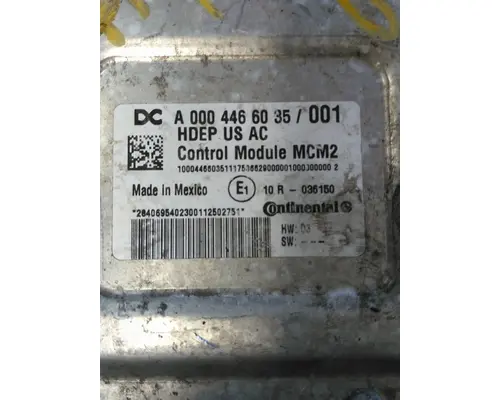 DC A 000 446 60 35 / 001
HDEP US AC
Control Module MCM2
Made in Mexico E1 10 R - 036150
*2840695402300112502751* Continental
HW: 03
SW: ---